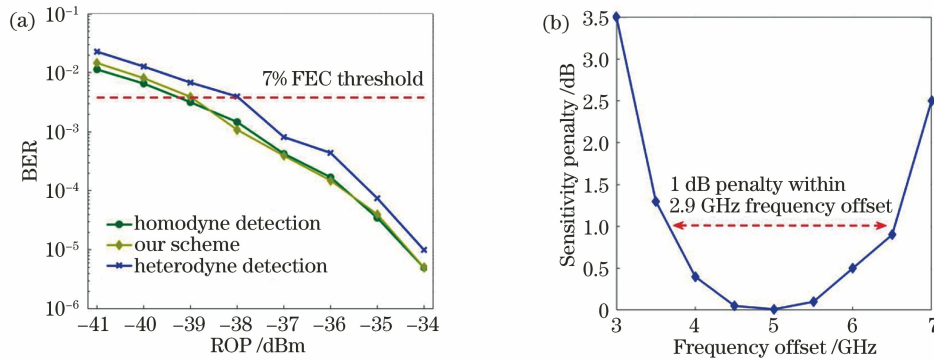 (a)
BER
10⁻¹
10⁻²
10⁻³
10⁻⁴
10⁻⁵
10⁻⁶
7% FEC threshold
homodyne detection
our scheme
heterodyne detection
−41 −40 −39 −38 −37 −36 −35 −34
ROP /dBm
(b)
Sensitivity penalty /dB
3.5
3.0
2.5
2.0
1.5
1.0
0.5
0
1 dB penalty within
2.9 GHz frequency offset
3 4 5 6 7
Frequency offset /GHz